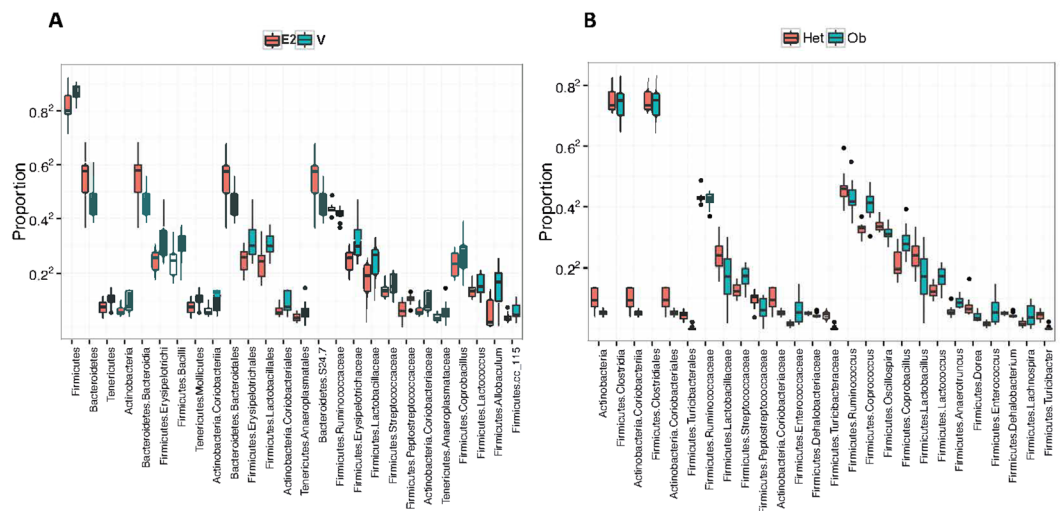 A
E2 V
Proportion
0.8²
0.6²
0.4²
0.2²
Firmicutes
Bacteroidetes
Tenericutes
Actinobacteria
Bacteroidetes.Bacteroidia
Firmicutes.Erysipelotrichi
Firmicutes.Bacilli
Tenericutes.Mollicutes
Actinobacteria.Coriobacteriia
Bacteroidetes.Bacteroidales
Firmicutes.Erysipelotrichales
Firmicutes.Lactobacillales
Actinobacteria.Coriobacteriales
Tenericutes.Anaeroplasmatales
Bacteroidetes.S24.7
Firmicutes.Ruminococcaceae
Firmicutes.Erysipelotrichaceae
Firmicutes.Lactobacillaceae
Firmicutes.Streptococcaceae
Firmicutes.Peptostreptococcaceae
Actinobacteria.Coriobacteriaceae
Tenericutes.Anaeroplasmataceae
Firmicutes.Coprobacillus
Firmicutes.Lactococcus
Firmicutes.Allobaculum
Firmicutes.cc_115
B
Het Ob
Proportion
0.8²
0.6²
0.4²
0.2²
Actinobacteria
Firmicutes.Clostridia
Actinobacteria.Coriobacteriia
Firmicutes.Clostridiales
Actinobacteria.Coriobacteriales
Firmicutes.Turicibacterales
Firmicutes.Ruminococcaceae
Firmicutes.Lactobacillaceae
Firmicutes.Streptococcaceae
Firmicutes.Peptostreptococcaceae
Actinobacteria.Coriobacteriaceae
Firmicutes.Enterococcaceae
Firmicutes.Dehalobacteriaceae
Firmicutes.Turicibacteraceae
Firmicutes.Ruminococcus
Firmicutes.Coprococcus
Firmicutes.Oscillospira
Firmicutes.Coprobacillus
Firmicutes.Lactobacillus
Firmicutes.Lactococcus
Firmicutes.Anaerotruncus
Firmicutes.Dorea
Firmicutes.Enterococcus
Firmicutes.Dehalobacterium
Firmicutes.Lachnospira
Firmicutes.Turicibacter